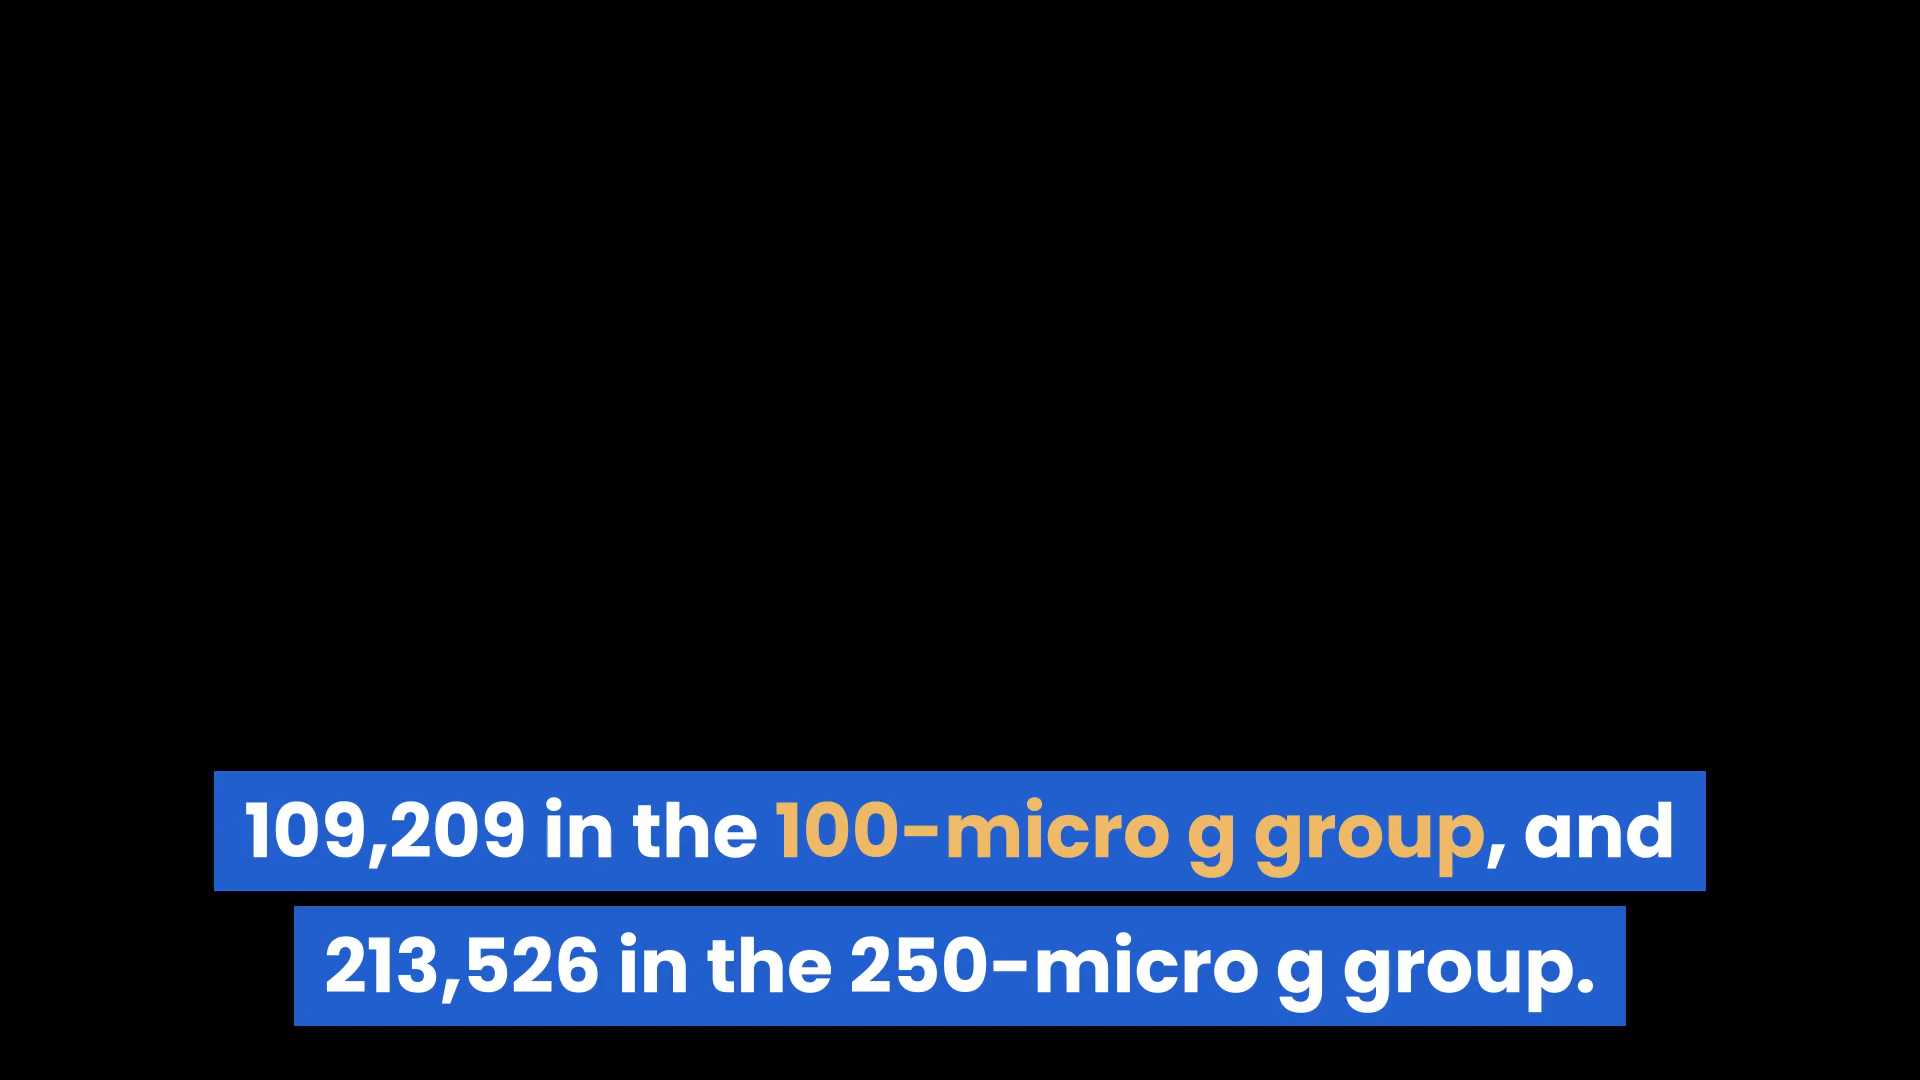 109,209 in the 100-micro g group, and
213,526 in the 250-micro g group.